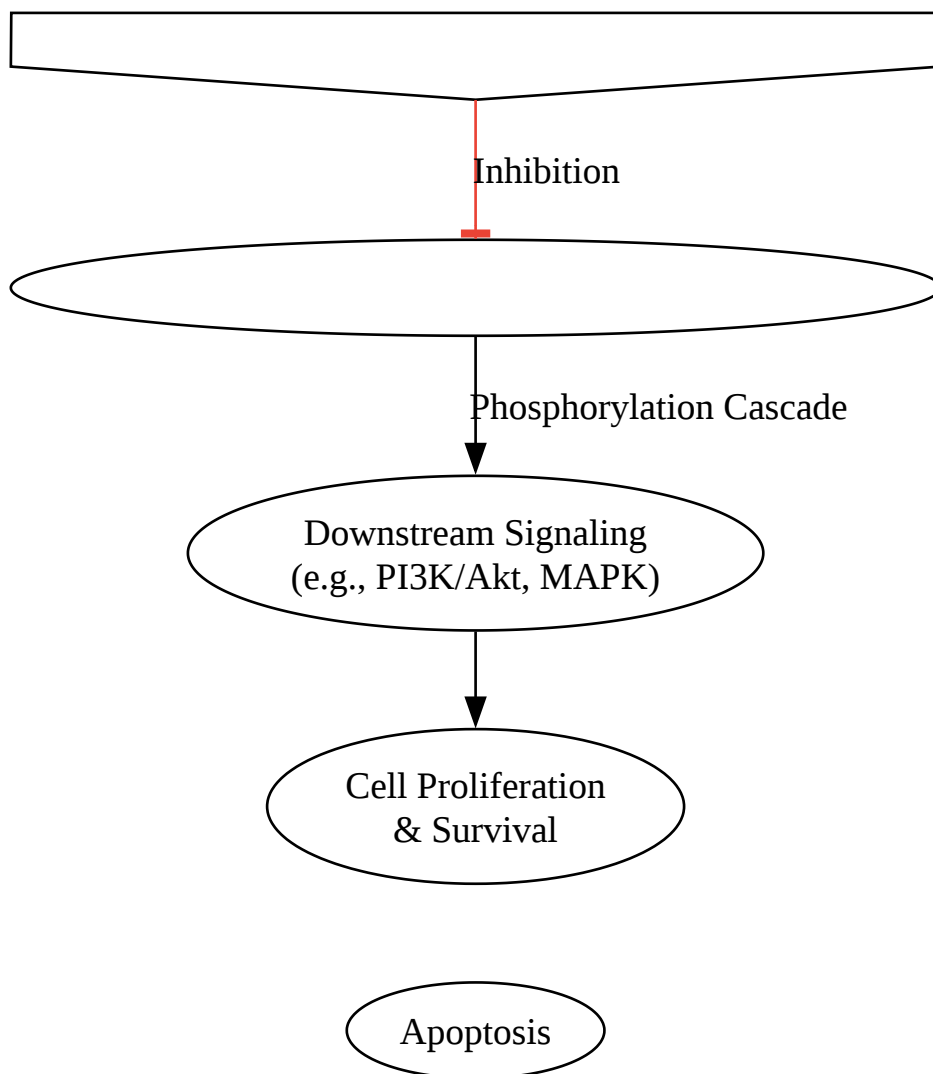 Inhibition
Phosphorylation Cascade
Downstream Signaling
(e.g., PI3K/Akt, MAPK)
Cell Proliferation
& Survival
Apoptosis